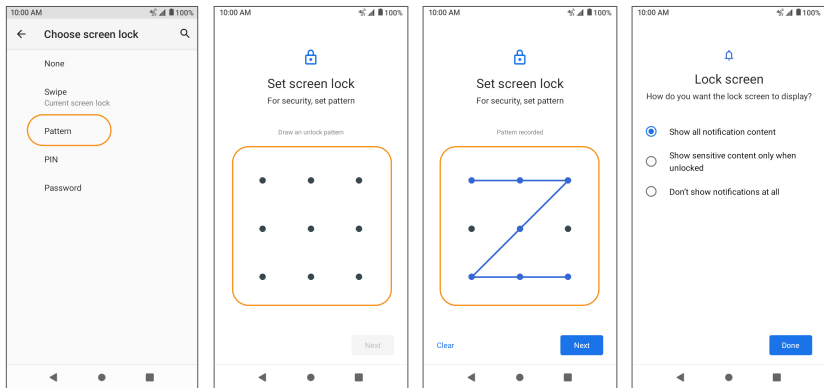 10:00 AM 100%
Choose screen lock
None
Swipe
Current screen lock
Pattern
PIN
Password
10:00 AM 100%
Set screen lock
For security, set pattern
Draw an unlock pattern
Next
10:00 AM 100%
Set screen lock
For security, set pattern
Pattern recorded
Clear Next
10:00 AM 100%
Lock screen
How do you want the lock screen to display?
Show all notification content
Show sensitive content only when
unlocked
Don't show notifications at all
Done